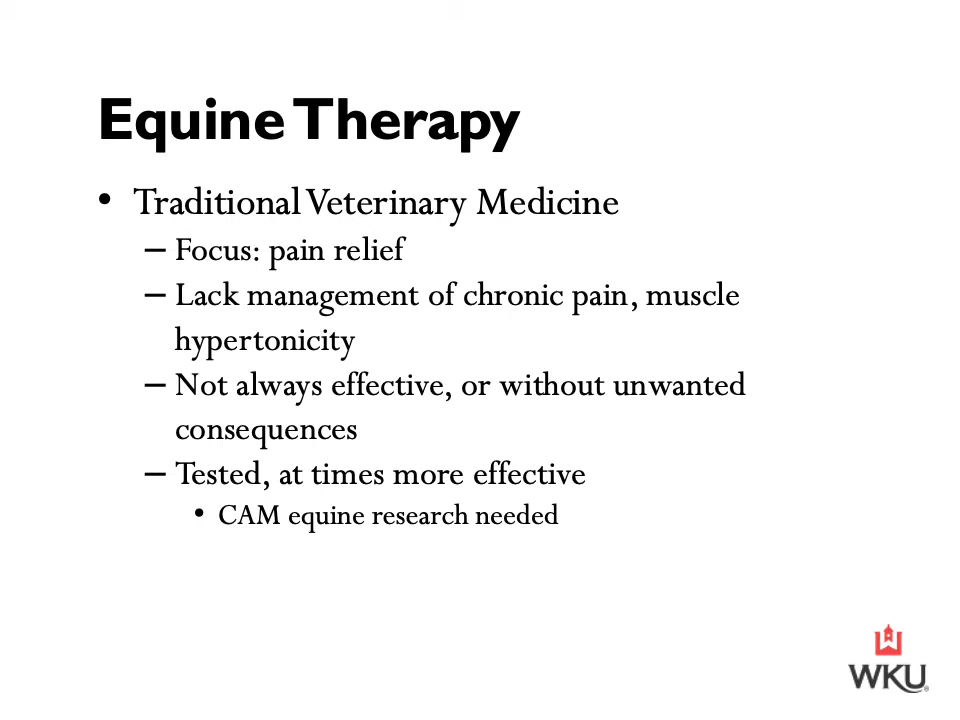 Equine Therapy
• Traditional Veterinary Medicine
– Focus: pain relief
– Lack management of chronic pain, muscle
hypertonicity
– Not always effective, or without unwanted
consequences
– Tested, at times more effective
• CAM equine research needed
WKU®